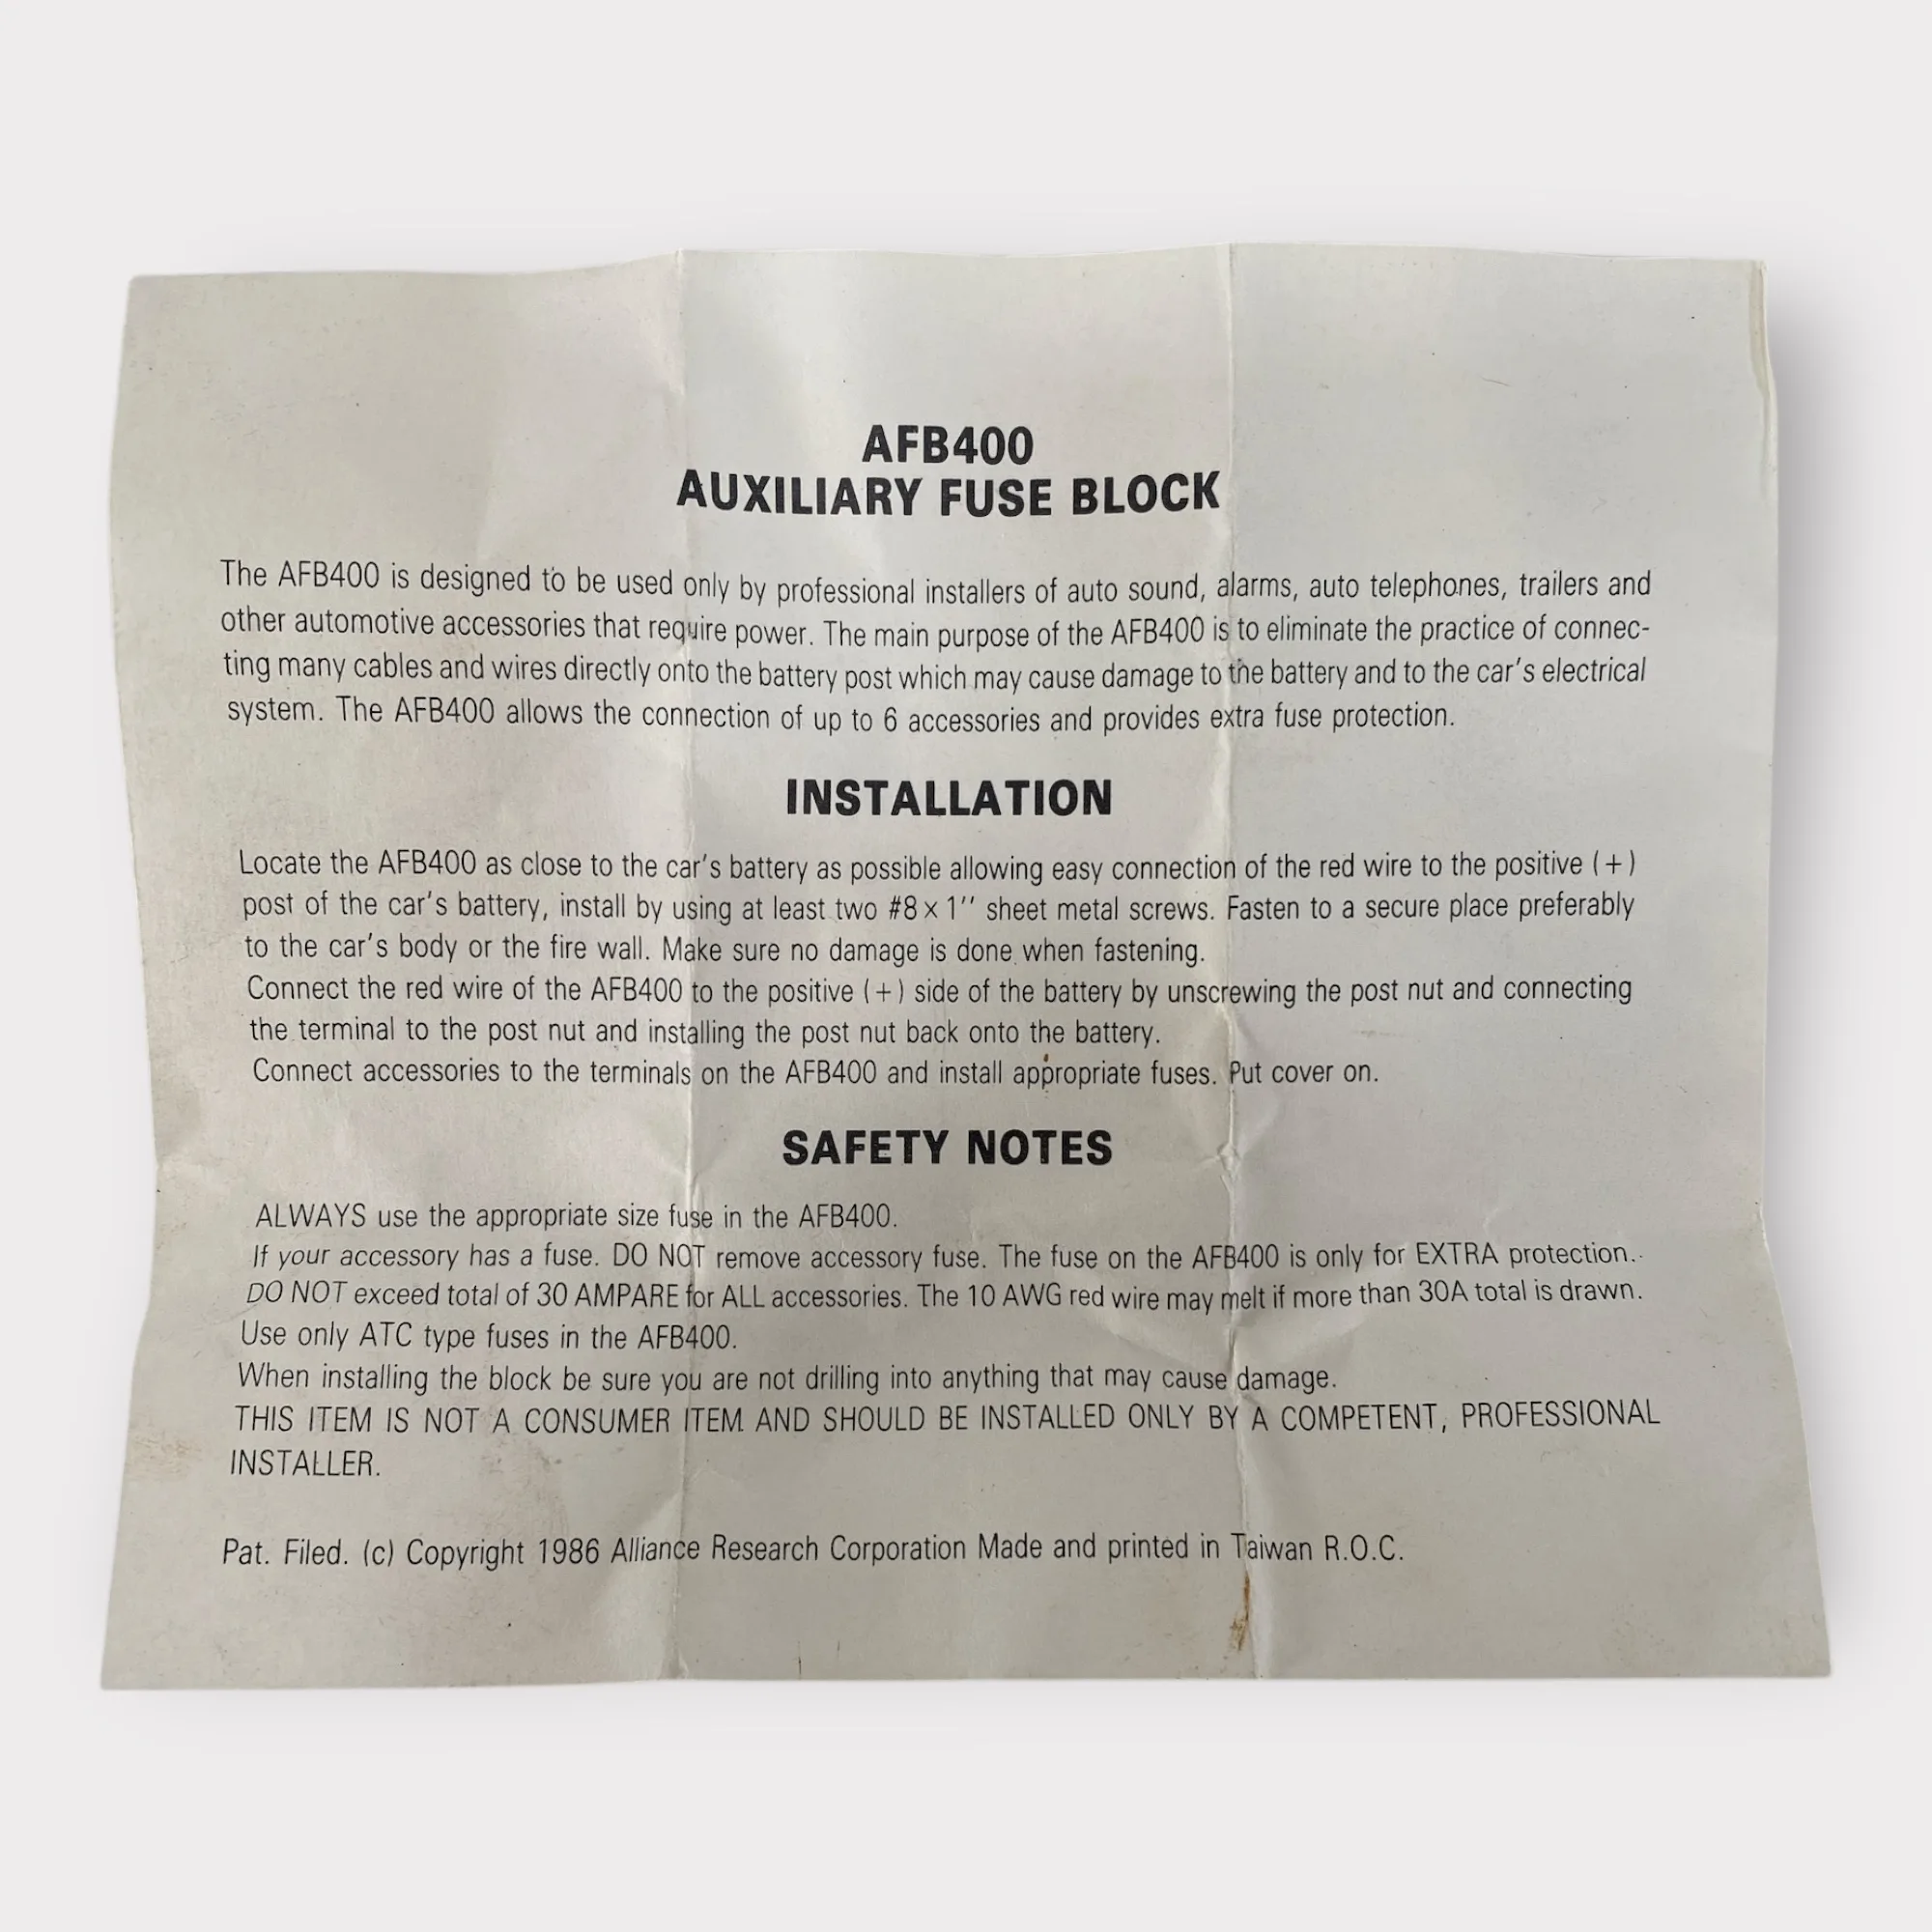 AFB400
AUXILIARY FUSE BLOCK
The AFB400 is designed to be used only by professional installers of auto sound, alarms, auto telephones, trailers and
other automotive accessories that require power. The main purpose of the AFB400 is to eliminate the practice of connec-
ting many cables and wires directly onto the battery post which may cause damage to the battery and to the car's electrical
system. The AFB400 allows the connection of up to 6 accessories and provides extra fuse protection.
INSTALLATION
Locate the AFB400 as close to the car's battery as possible allowing easy connection of the red wire to the positive (+)
post of the car's battery, install by using at least two #8 × 1'' sheet metal screws. Fasten to a secure place preferably
to the car's body or the fire wall. Make sure no damage is done when fastening.
Connect the red wire of the AFB400 to the positive (+) side of the battery by unscrewing the post nut and connecting
the terminal to the post nut and installing the post nut back onto the battery.
Connect accessories to the terminals on the AFB400 and install appropriate fuses. Put cover on.
SAFETY NOTES
ALWAYS use the appropriate size fuse in the AFB400.
If your accessory has a fuse. DO NOT remove accessory fuse. The fuse on the AFB400 is only for EXTRA protection.
DO NOT exceed total of 30 AMPARE for ALL accessories. The 10 AWG red wire may melt if more than 30A total is drawn.
Use only ATC type fuses in the AFB400.
When installing the block be sure you are not drilling into anything that may cause damage.
THIS ITEM IS NOT A CONSUMER ITEM AND SHOULD BE INSTALLED ONLY BY A COMPETENT, PROFESSIONAL
INSTALLER.
Pat. Filed. (c) Copyright 1986 Alliance Research Corporation Made and printed in Taiwan R.O.C.